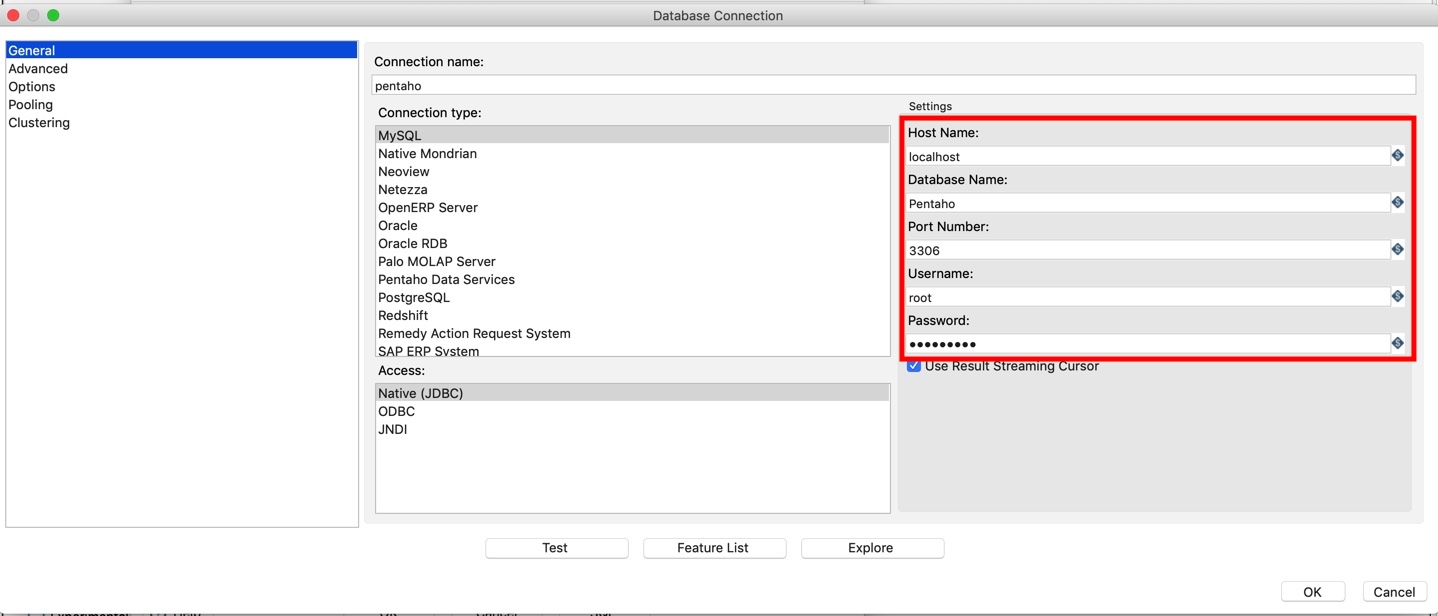 Database Connection
General
Advanced
Options
Pooling
Clustering
Connection name:
pentaho
Connection type:
MySQL
Native Mondrian
Neoview
Netezza
OpenERP Server
Oracle
Oracle RDB
Palo MOLAP Server
Pentaho Data Services
PostgreSQL
Redshift
Remedy Action Request System
SAP ERP System
Access:
Native (JDBC)
ODBC
JNDI
Settings
Host Name:
localhost
Database Name:
Pentaho
Port Number:
3306
Username:
root
Password:
●●●●●●●●●
Use Result Streaming Cursor
Test Feature List Explore
OK Cancel